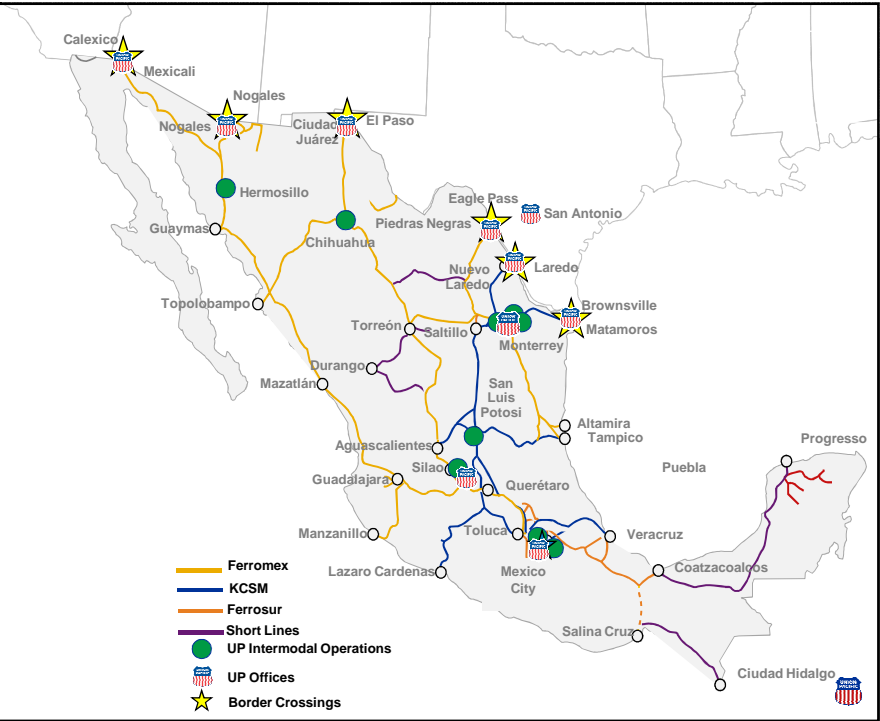 Calexico
Mexicali
Nogales
Nogales
Ciudad
Juárez
El Paso
Hermosillo
Guaymas
Chihuahua
Eagle Pass
Piedras Negras
San Antonio
Nuevo
Laredo
Laredo
Topolobampo
Brownsville
Matamoros
Torreón
Saltillo
Monterrey
Durango
Mazatlán
San
Luis
Potosi
Altamira
Tampico
Progresso
Aguascalientes
Silao
Puebla
Guadalajara
Querétaro
Manzanillo
Toluca
Veracruz
Lazaro Cardenas
Mexico
City
Coatzacoalcos
Salina Cruz
Ciudad Hidalgo
Ferromex
KCSM
Ferrosur
Short Lines
UP Intermodal Operations
UP Offices
Border Crossings
UNION
PACIFIC